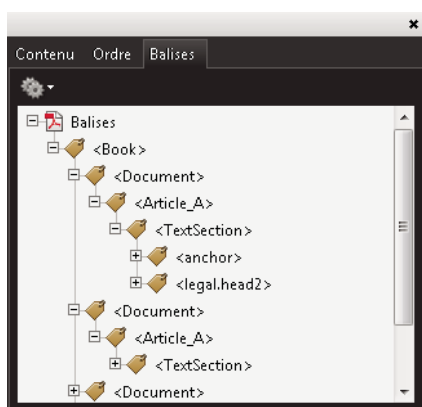 Contenu Ordre Balises
Balises
<Book>
<Document>
<Article_A>
<TextSection>
<anchor>
<legal.head2>
<Document>
<Article_A>
<TextSection>
<Document>